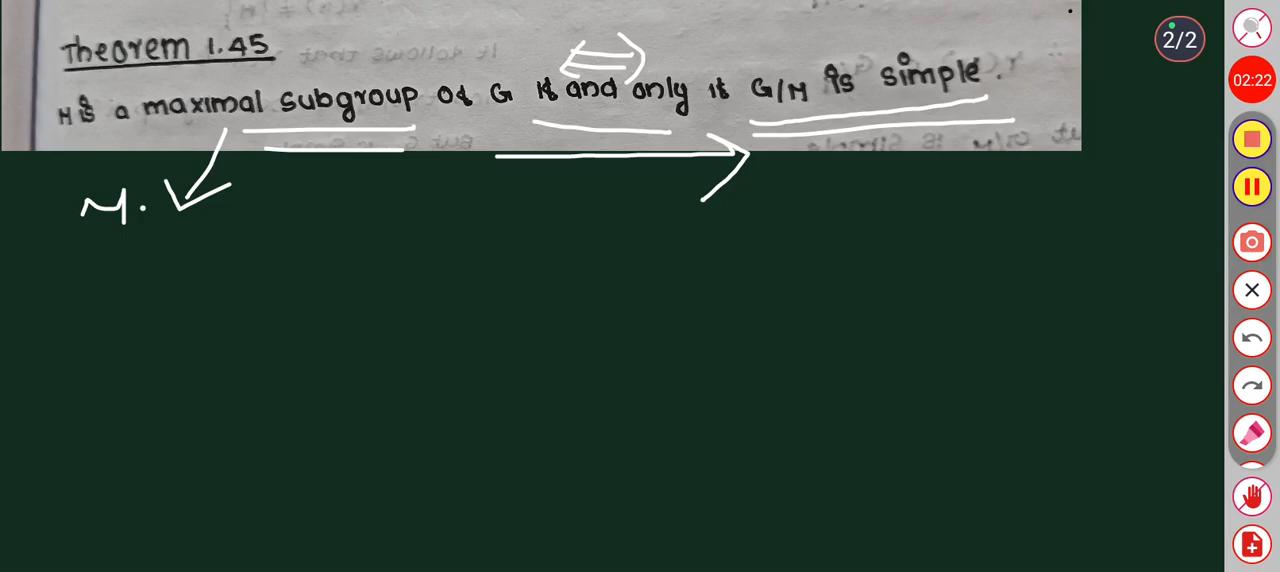 Theorem 1.45
M is a maximal subgroup of G if and only if G/M is simple.
M.
2/2
02:22